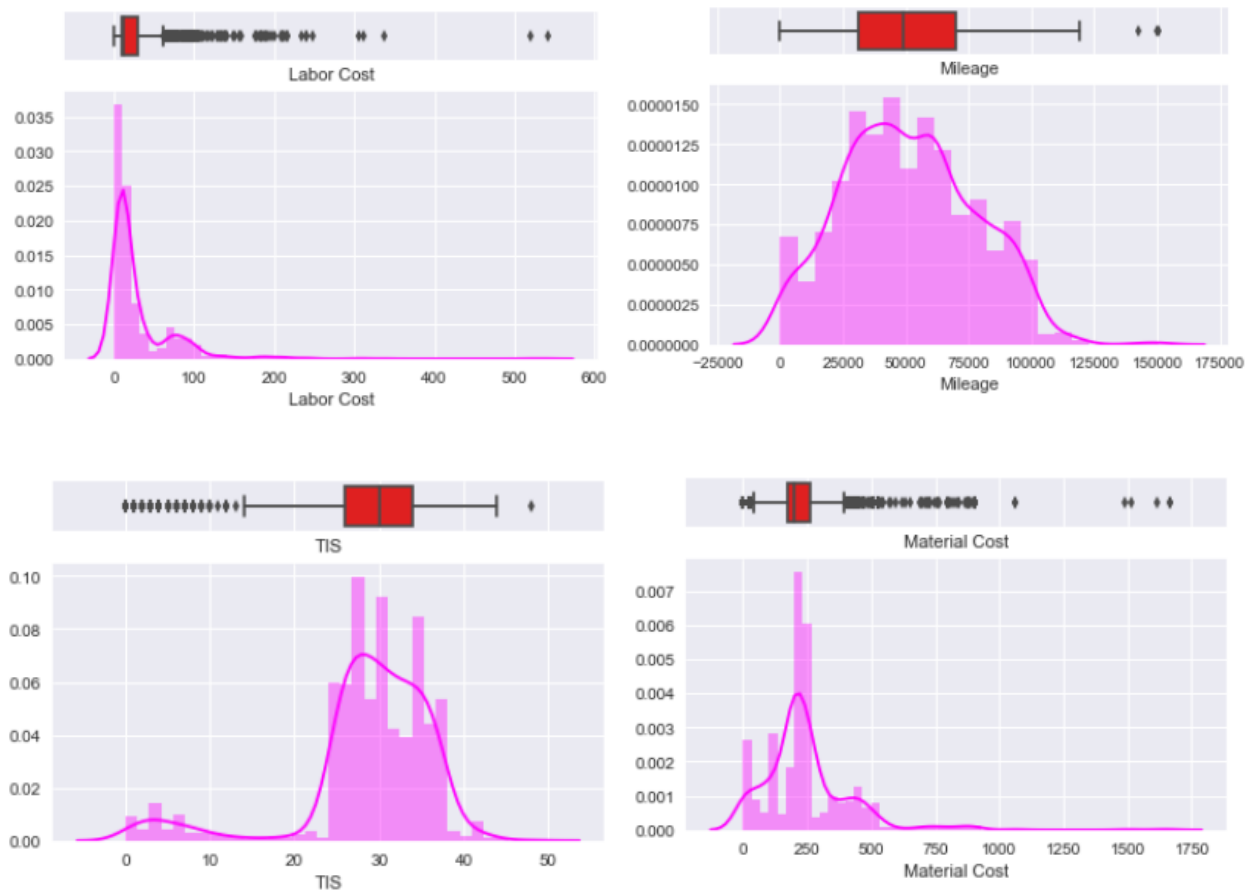 Labor Cost
0.035
0.030
0.025
0.020
0.015
0.010
0.005
0.000
0 100 200 300 400 500 600
Labor Cost
Mileage
0.0000150
0.0000125
0.0000100
0.0000075
0.0000050
0.0000025
0.0000000
−25000 0 25000 50000 75000 100000 125000 150000 175000
Mileage
TIS
0.10
0.08
0.06
0.04
0.02
0.00
0 10 20 30 40 50
TIS
Material Cost
0.007
0.006
0.005
0.004
0.003
0.002
0.001
0.000
0 250 500 750 1000 1250 1500 1750
Material Cost